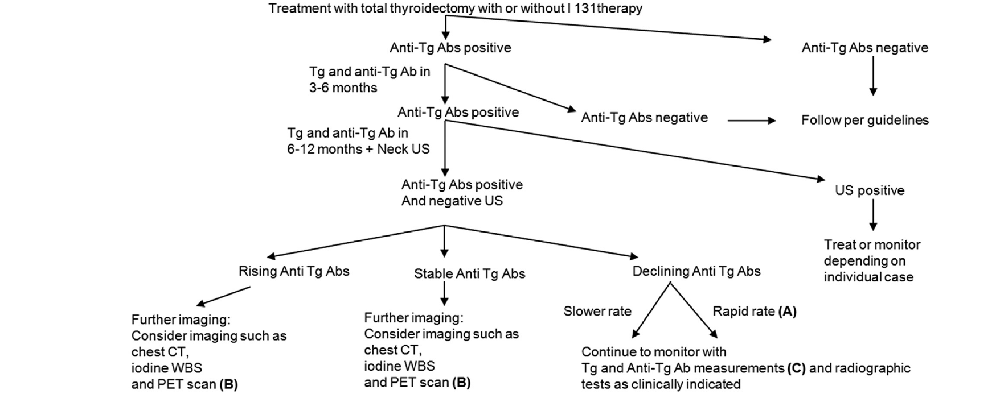 Treatment with total thyroidectomy with or without I 131therapy
Anti-Tg Abs positive
Anti-Tg Abs negative
Tg and anti-Tg Ab in
3-6 months
Anti-Tg Abs positive
Anti-Tg Abs negative
Follow per guidelines
Tg and anti-Tg Ab in
6-12 months + Neck US
Anti-Tg Abs positive
And negative US
US positive
Treat or monitor
depending on
individual case
Rising Anti Tg Abs
Stable Anti Tg Abs
Declining Anti Tg Abs
Slower rate
Rapid rate (A)
Further imaging:
Consider imaging such as
chest CT,
iodine WBS
and PET scan (B)
Further imaging:
Consider imaging such as
chest CT,
iodine WBS
and PET scan (B)
Continue to monitor with
Tg and Anti-Tg Ab measurements (C) and radiographic
tests as clinically indicated